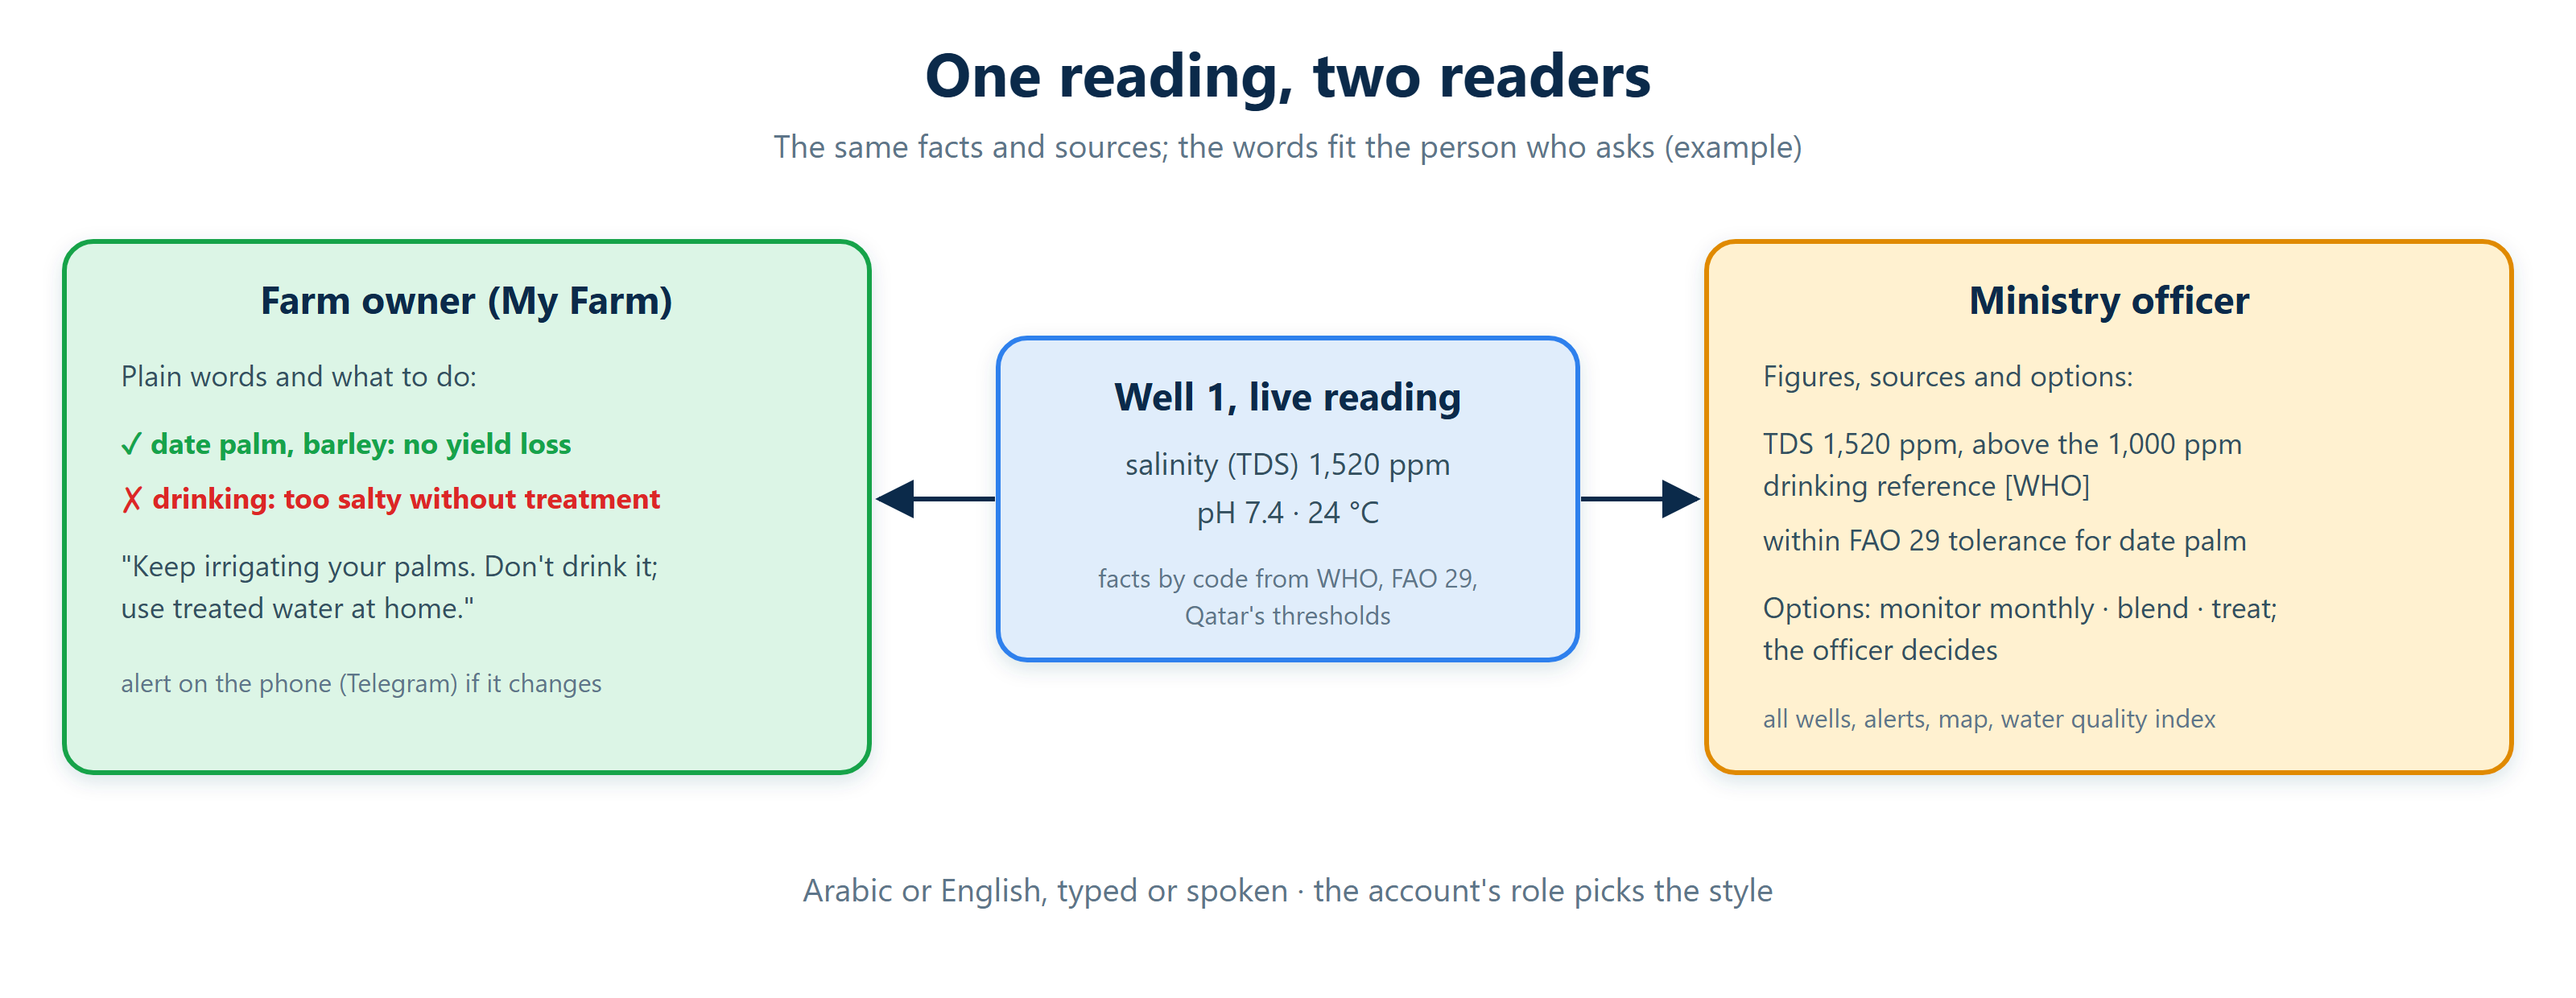 One reading, two readers
The same facts and sources; the words fit the person who asks (example)
Farm owner (My Farm)
Plain words and what to do:
✓ date palm, barley: no yield loss
✗ drinking: too salty without treatment
"Keep irrigating your palms. Don't drink it;
use treated water at home."
alert on the phone (Telegram) if it changes
Well 1, live reading
salinity (TDS) 1,520 ppm
pH 7.4 · 24 °C
facts by code from WHO, FAO 29,
Qatar's thresholds
Ministry officer
Figures, sources and options:
TDS 1,520 ppm, above the 1,000 ppm
drinking reference [WHO]
within FAO 29 tolerance for date palm
Options: monitor monthly · blend · treat;
the officer decides
all wells, alerts, map, water quality index
Arabic or English, typed or spoken · the account's role picks the style